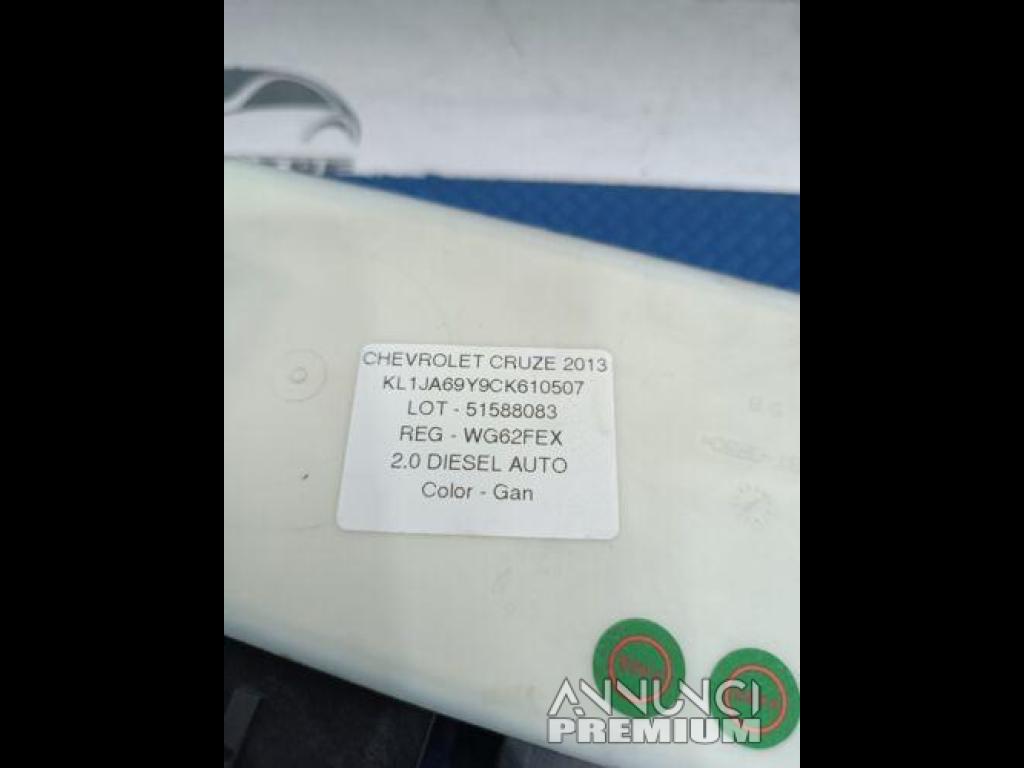 CHEVROLET CRUZE 2013
KL1JA69Y9CK610507
LOT - 51588083
REG - WG62FEX
2.0 DIESEL AUTO
Color - Gan
ANNUNCI
PREMIUM